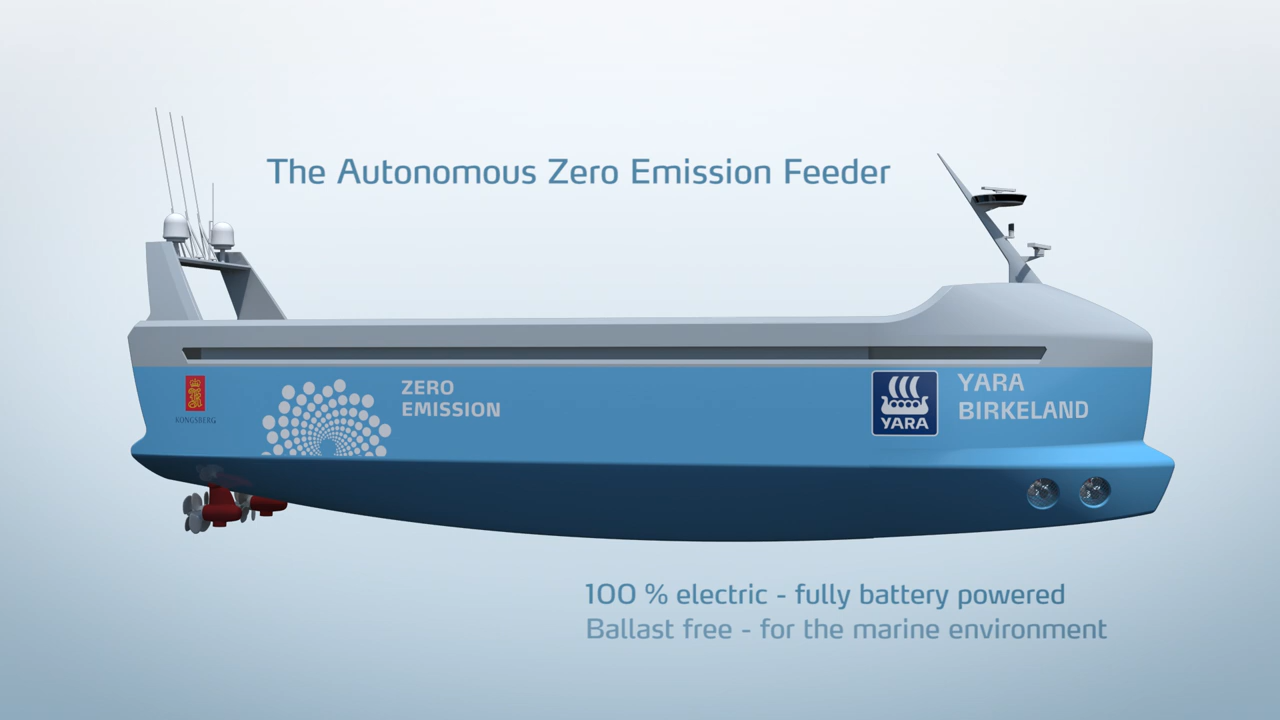 The Autonomous Zero Emission Feeder
KONGSBERG
ZERO
EMISSION
YARA
YARA
BIRKELAND
100 % electric - fully battery powered
Ballast free - for the marine environment